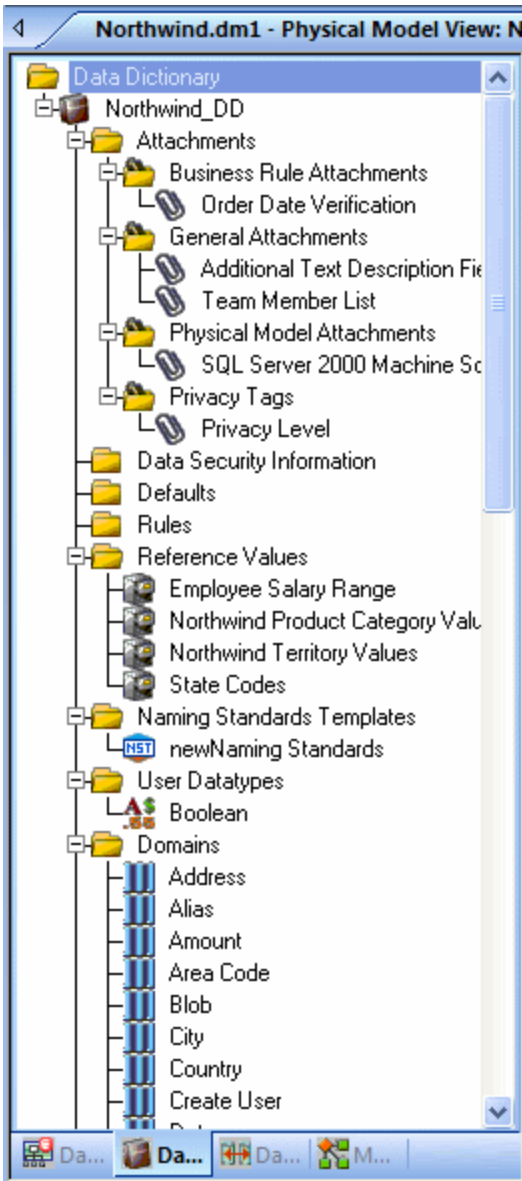 Northwind.dm1 - Physical Model View: N
Data Dictionary
Northwind_DD
Attachments
Business Rule Attachments
Order Date Verification
General Attachments
Additional Text Description Fie
Team Member List
Physical Model Attachments
SQL Server 2000 Machine Sc
Privacy Tags
Privacy Level
Data Security Information
Defaults
Rules
Reference Values
Employee Salary Range
Northwind Product Category Valu
Northwind Territory Values
State Codes
Naming Standards Templates
NST newNaming Standards
User Datatypes
Boolean
Domains
Address
Alias
Amount
Area Code
Blob
City
Country
Create User
Da... Da... Da... M...